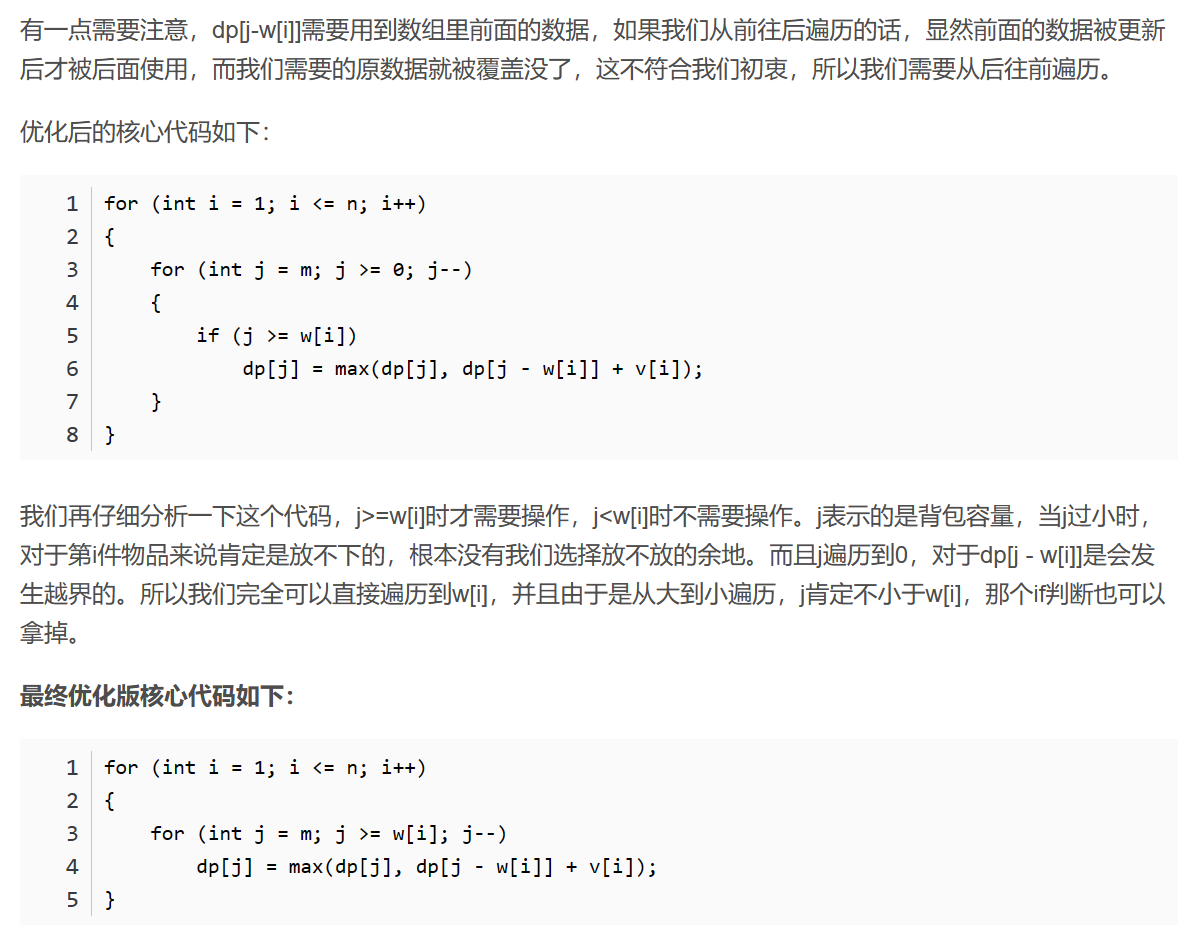 有一点需要注意，dp[j-w[i]]需要用到数组里前面的数据，如果我们从前往后遍历的话，显然前面的数据被更新
后才被后面使用，而我们需要的原数据就被覆盖没了，这不符合我们初衷，所以我们需要从后往前遍历。
优化后的核心代码如下：
1 for (int i = 1; i <= n; i++)
2 {
3     for (int j = m; j >= 0; j--)
4     {
5         if (j >= w[i])
6             dp[j] = max(dp[j], dp[j - w[i]] + v[i]);
7     }
8 }
我们再仔细分析一下这个代码，j>=w[i]时才需要操作，j<w[i]时不需要操作。j表示的是背包容量，当j过小时，
对于第i件物品来说肯定是放不下的，根本没有我们选择放不放的余地。而且j遍历到0，对于dp[j - w[i]]是会发
生越界的。所以我们完全可以直接遍历到w[i]，并且由于是从大到小遍历，j肯定不小于w[i]，那个if判断也可以
拿掉。
最终优化版核心代码如下：
1 for (int i = 1; i <= n; i++)
2 {
3     for (int j = m; j >= w[i]; j--)
4         dp[j] = max(dp[j], dp[j - w[i]] + v[i]);
5 }